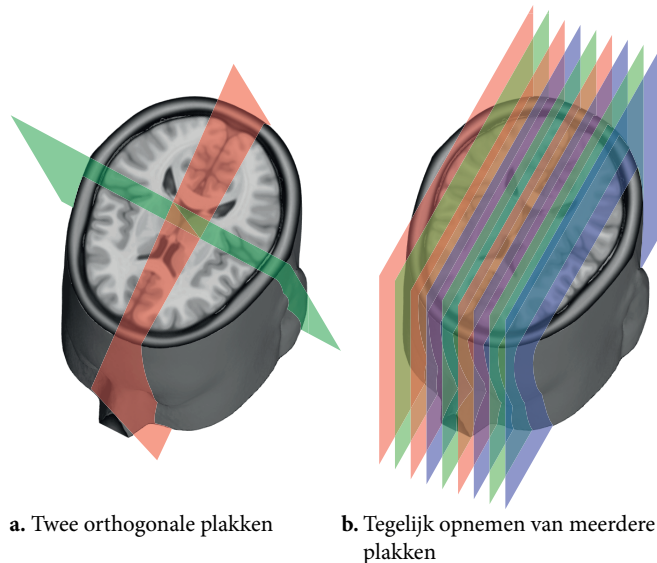 a. Twee orthogonale plakken
b. Tegelijk opnemen van meerdere
plakken